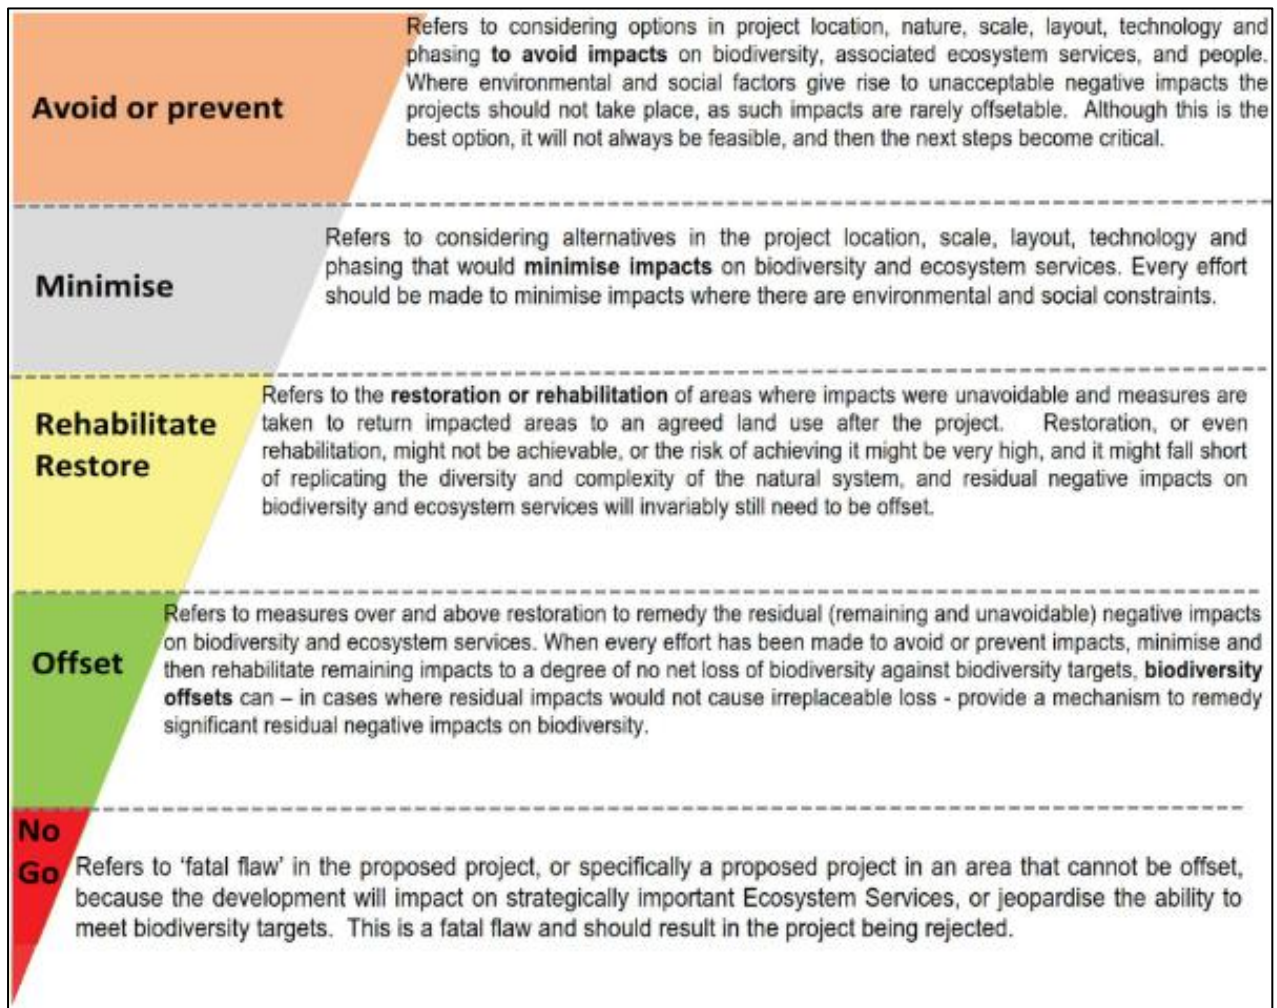 Avoid or prevent
Refers to considering options in project location, nature, scale, layout, technology and
phasing to avoid impacts on biodiversity, associated ecosystem services, and people.
Where environmental and social factors give rise to unacceptable negative impacts the
projects should not take place, as such impacts are rarely offsetable. Although this is the
best option, it will not always be feasible, and then the next steps become critical.
Minimise
Refers to considering alternatives in the project location, scale, layout, technology and
phasing that would minimise impacts on biodiversity and ecosystem services. Every effort
should be made to minimise impacts where there are environmental and social constraints.
Rehabilitate
Restore
Refers to the restoration or rehabilitation of areas where impacts were unavoidable and measures are
taken to return impacted areas to an agreed land use after the project. Restoration, or even
rehabilitation, might not be achievable, or the risk of achieving it might be very high, and it might fall short
of replicating the diversity and complexity of the natural system, and residual negative impacts on
biodiversity and ecosystem services will invariably still need to be offset.
Offset
Refers to measures over and above restoration to remedy the residual (remaining and unavoidable) negative impacts
on biodiversity and ecosystem services. When every effort has been made to avoid or prevent impacts, minimise and
then rehabilitate remaining impacts to a degree of no net loss of biodiversity against biodiversity targets, biodiversity
offsets can – in cases where residual impacts would not cause irreplaceable loss - provide a mechanism to remedy
significant residual negative impacts on biodiversity.
No
Go
Refers to ‘fatal flaw’ in the proposed project, or specifically a proposed project in an area that cannot be offset,
because the development will impact on strategically important Ecosystem Services, or jeopardise the ability to
meet biodiversity targets. This is a fatal flaw and should result in the project being rejected.